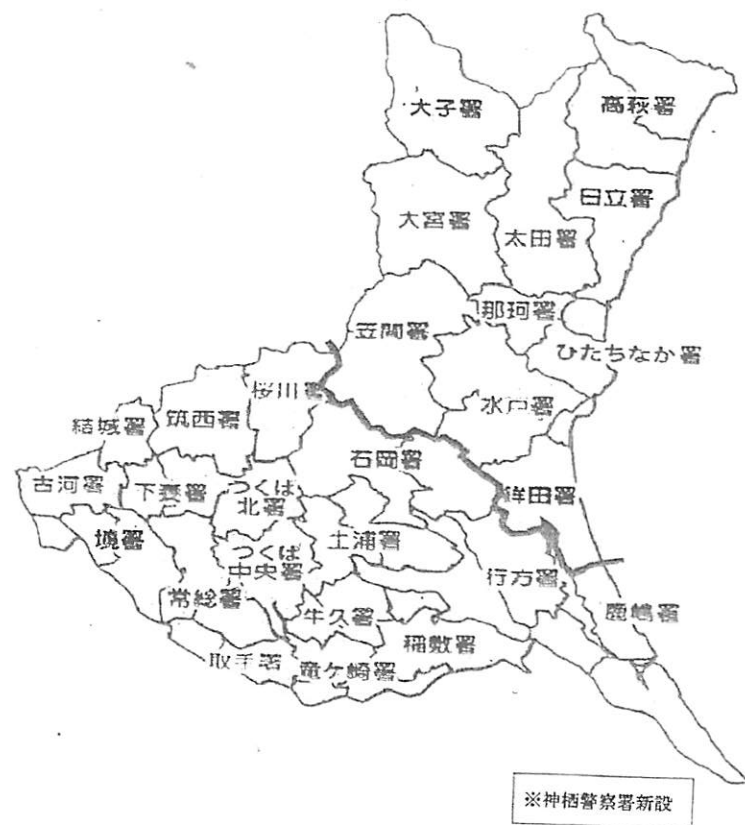 大子署
高萩署
日立署
大宮署
太田署
那珂署
笠間署
ひたちなか署
桜川署
水戸署
筑西署
結城署
石岡署
古河署
下妻署
つくば
北署
鉾田署
境署
土浦署
つくば
中央署
行方署
常総署
牛久署
鹿嶋署
稲敷署
取手署
竜ケ崎署
※神栖警察署新設